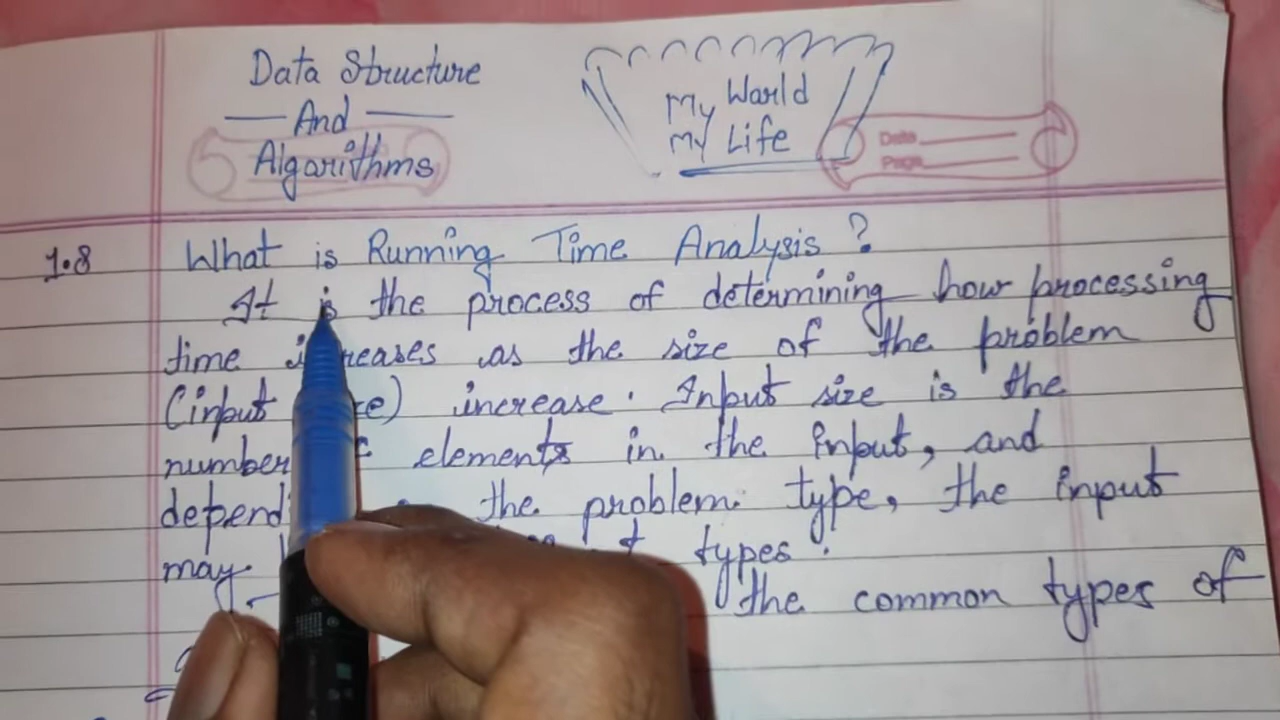 Data Structure
And
Algorithms
My World
My Life
Date
Page
1.8 What is Running Time Analysis?
It is the process of determining how processing
time increases as the size of the problem
(input increase. Input size is the
number elements in the input, and
the problem type, the input
may types.
the common types of